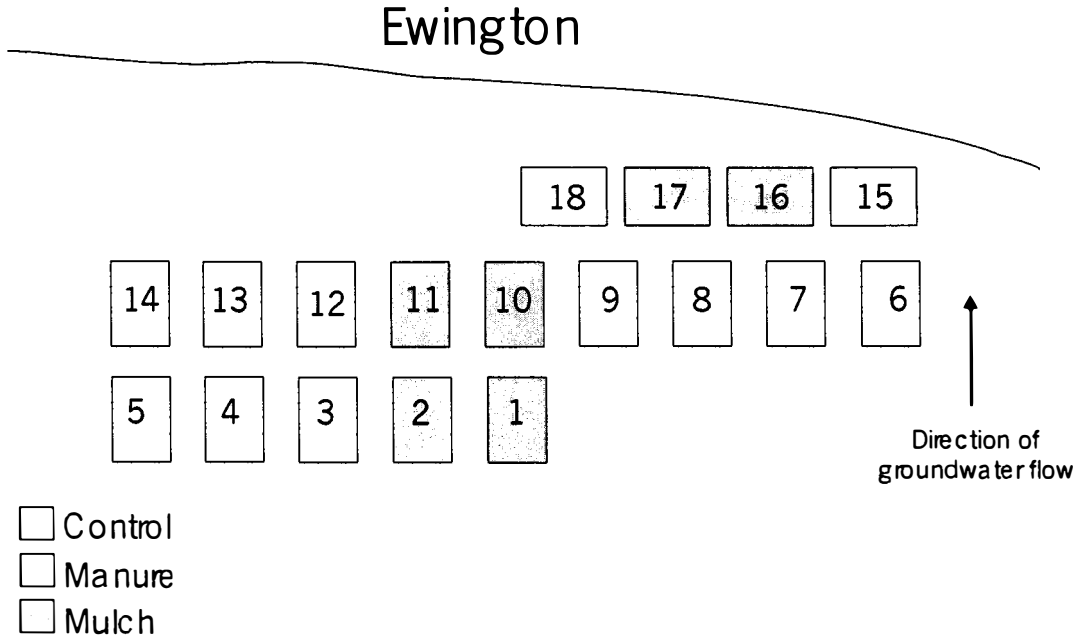 Ewington
18 17 16 15
14 13 12 11 10 9 8 7 6
5 4 3 2 1
Direction of
groundwater flow
Control
Manure
Mulch